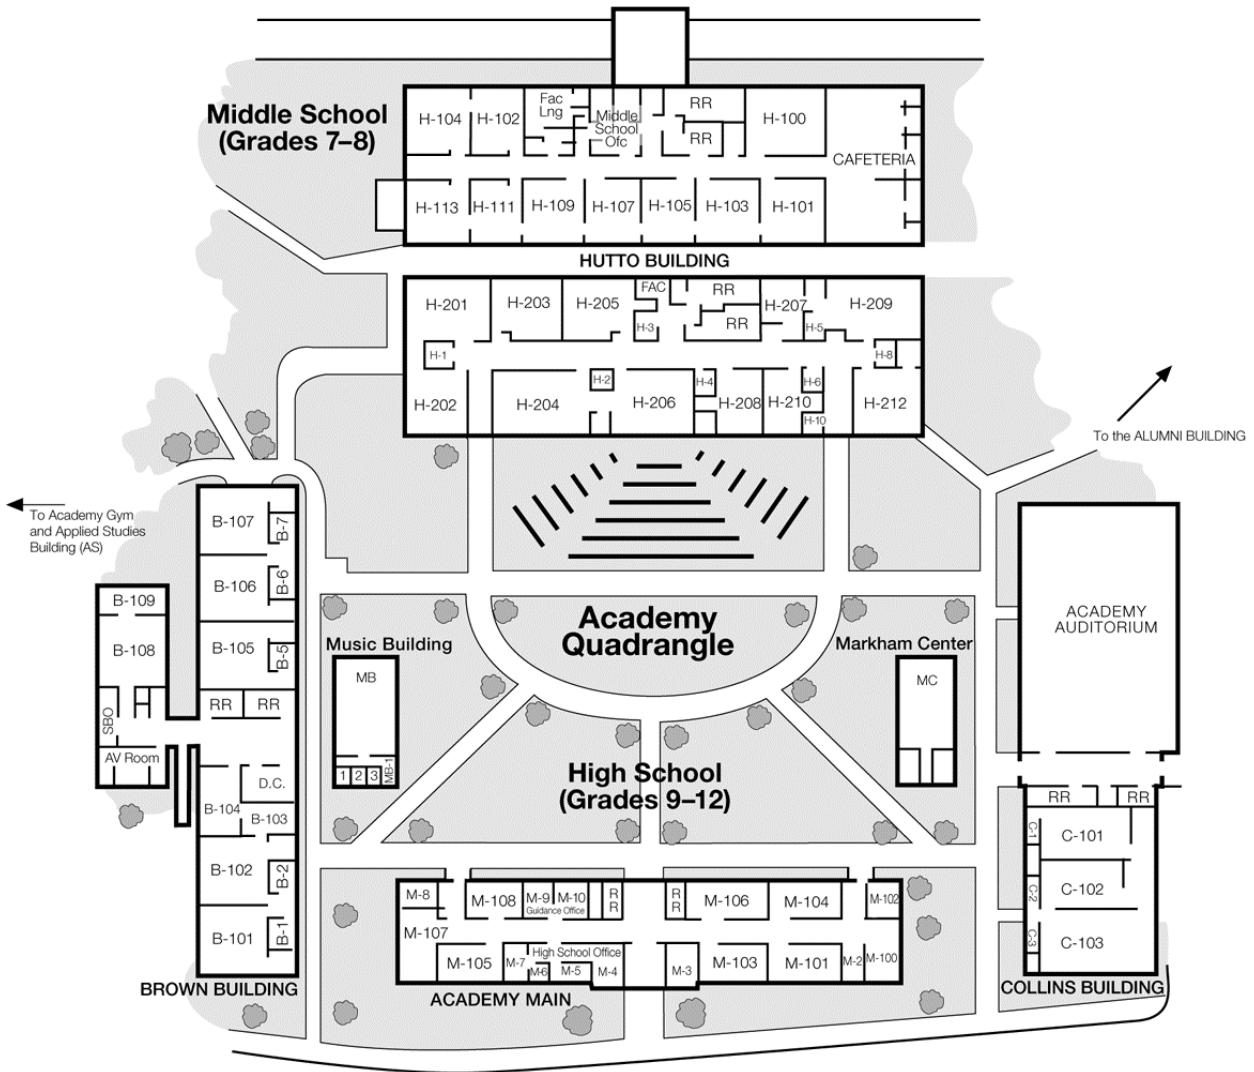 Middle School
(Grades 7–8)
H-104
H-102
Fac
Lng
Middle
School
Ofc
RR
RR
H-100
CAFETERIA
H-113
H-111
H-109
H-107
H-105
H-103
H-101
HUTTO BUILDING
H-201
H-203
H-205
FAC
H-3
RR
RR
H-207
H-5
H-209
H-1
H-8
H-202
H-204
H-2
H-206
H-4
H-208
H-210
H-6
H-10
H-212
To the ALUMNI BUILDING
To Academy Gym
and Applied Studies
Building (AS)
B-107
B-7
B-106
B-6
B-105
B-5
RR
RR
B-109
B-108
SBO
AV Room
D.C.
B-104
B-103
B-102
B-2
B-101
B-1
BROWN BUILDING
Academy
Quadrangle
Music Building
MB
1
2
3
MB-1
Markham Center
MC
High School
(Grades 9–12)
ACADEMY
AUDITORIUM
RR
RR
C-1
C-101
C-2
C-102
C-3
C-103
COLLINS BUILDING
M-8
M-108
M-9
M-10
Guidance Office
RR
RR
M-106
M-104
M-102
M-107
High School Office
M-105
M-7
M-6
M-5
M-4
M-3
M-103
M-101
M-2
M-100
ACADEMY MAIN